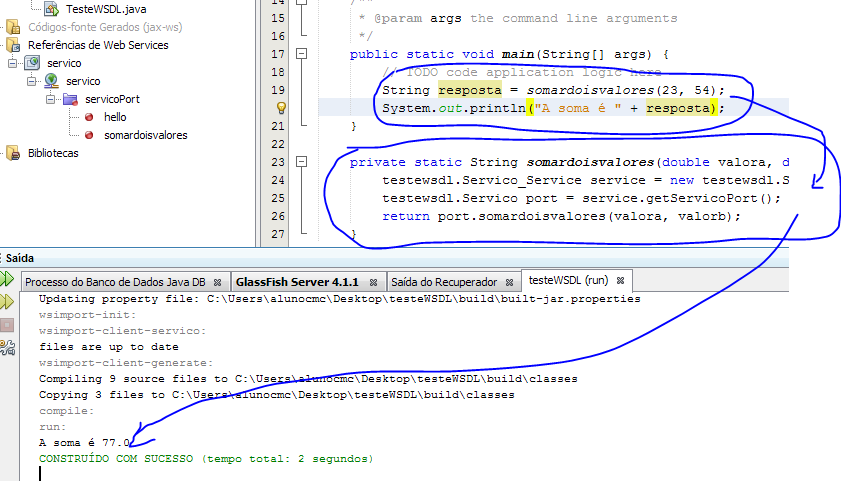 TesteWSDL.java
Códigos-fonte Gerados (jax-ws)
Referências de Web Services
servico
servico
servicoPort
hello
somardoisvalores
Bibliotecas
14 /**
15 * @param args the command line arguments
16 */
17 public static void main(String[] args) {
18 // TODO code application logic here
19 String resposta = somardoisvalores(23, 54);
System.out.println("A soma é " + resposta);
21 }
22
23 private static String somardoisvalores(double valora, d
24 testewsdl.Servico_Service service = new testewsdl.S
25 testewsdl.Servico port = service.getServicoPort();
26 return port.somardoisvalores(valora, valorb);
27 }
Saída
Processo do Banco de Dados Java DB GlassFish Server 4.1.1 Saída do Recuperador testeWSDL (run)
Updating property file: C:\Users\alunocmc\Desktop\testeWSDL\build\built-jar.properties
wsimport-init:
wsimport-client-servico:
files are up to date
wsimport-client-generate:
Compiling 9 source files to C:\Users\alunocmc\Desktop\testeWSDL\build\classes
Copying 3 files to C:\Users\alunocmc\Desktop\testeWSDL\build\classes
compile:
run:
A soma é 77.0
CONSTRUÍDO COM SUCESSO (tempo total: 2 segundos)